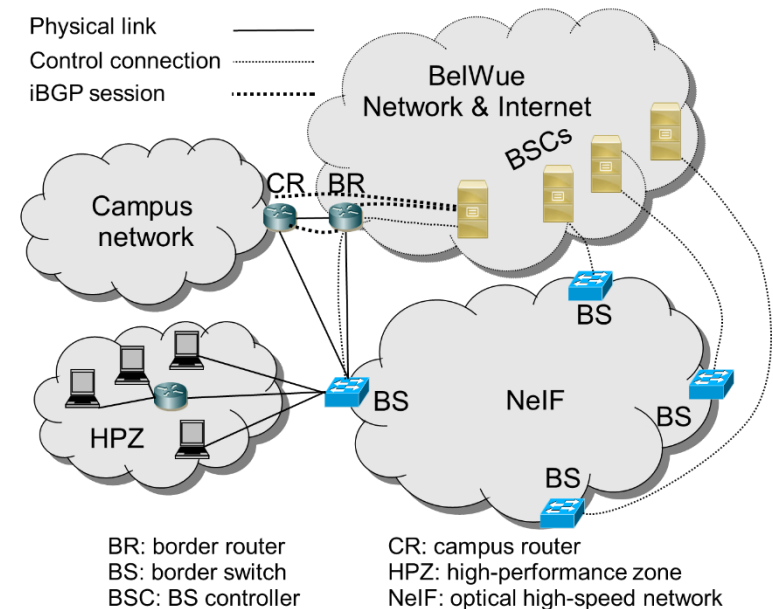 Physical link
Control connection
iBGP session
BelWue
Network & Internet
BSCs
CR
BR
Campus
network
BS
HPZ
BS
NeIF
BS
BS
BR: border router
BS: border switch
BSC: BS controller
CR: campus router
HPZ: high-performance zone
NeIF: optical high-speed network